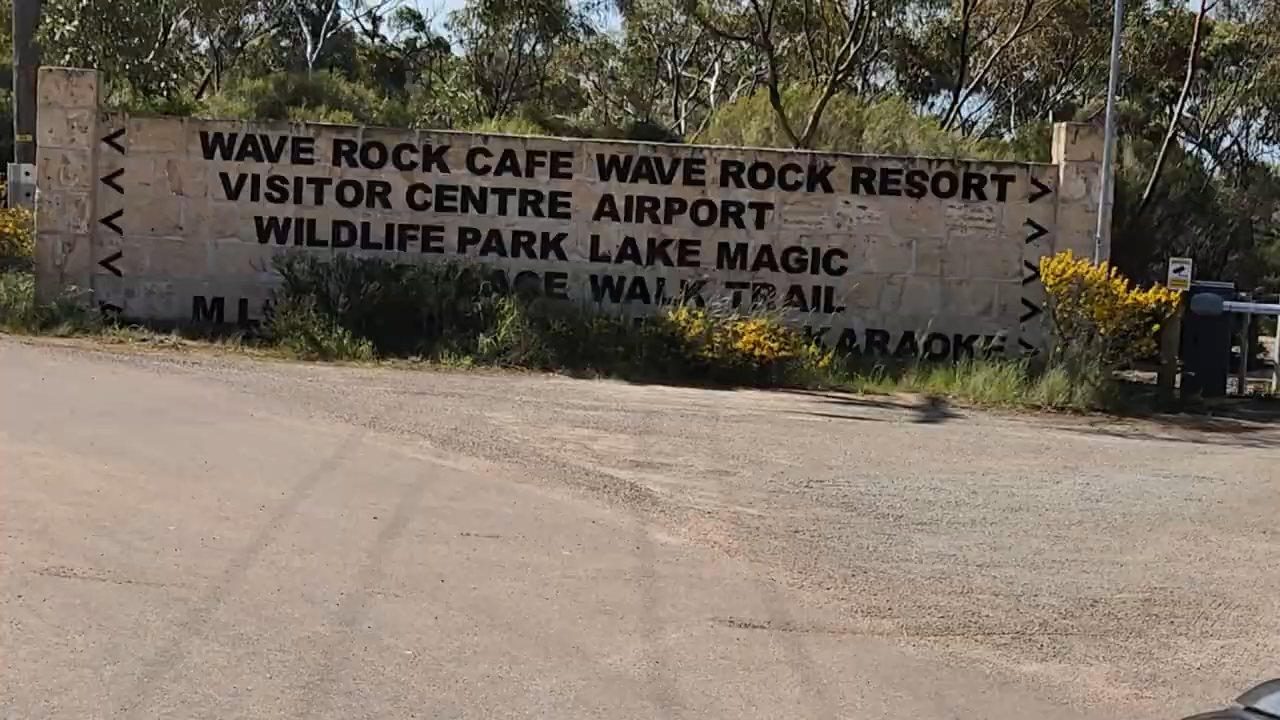 < WAVE ROCK CAFE WAVE ROCK RESORT >
< VISITOR CENTRE AIRPORT >
< WILDLIFE PARK LAKE MAGIC >
< WALK TRAIL >
KARAOKE >